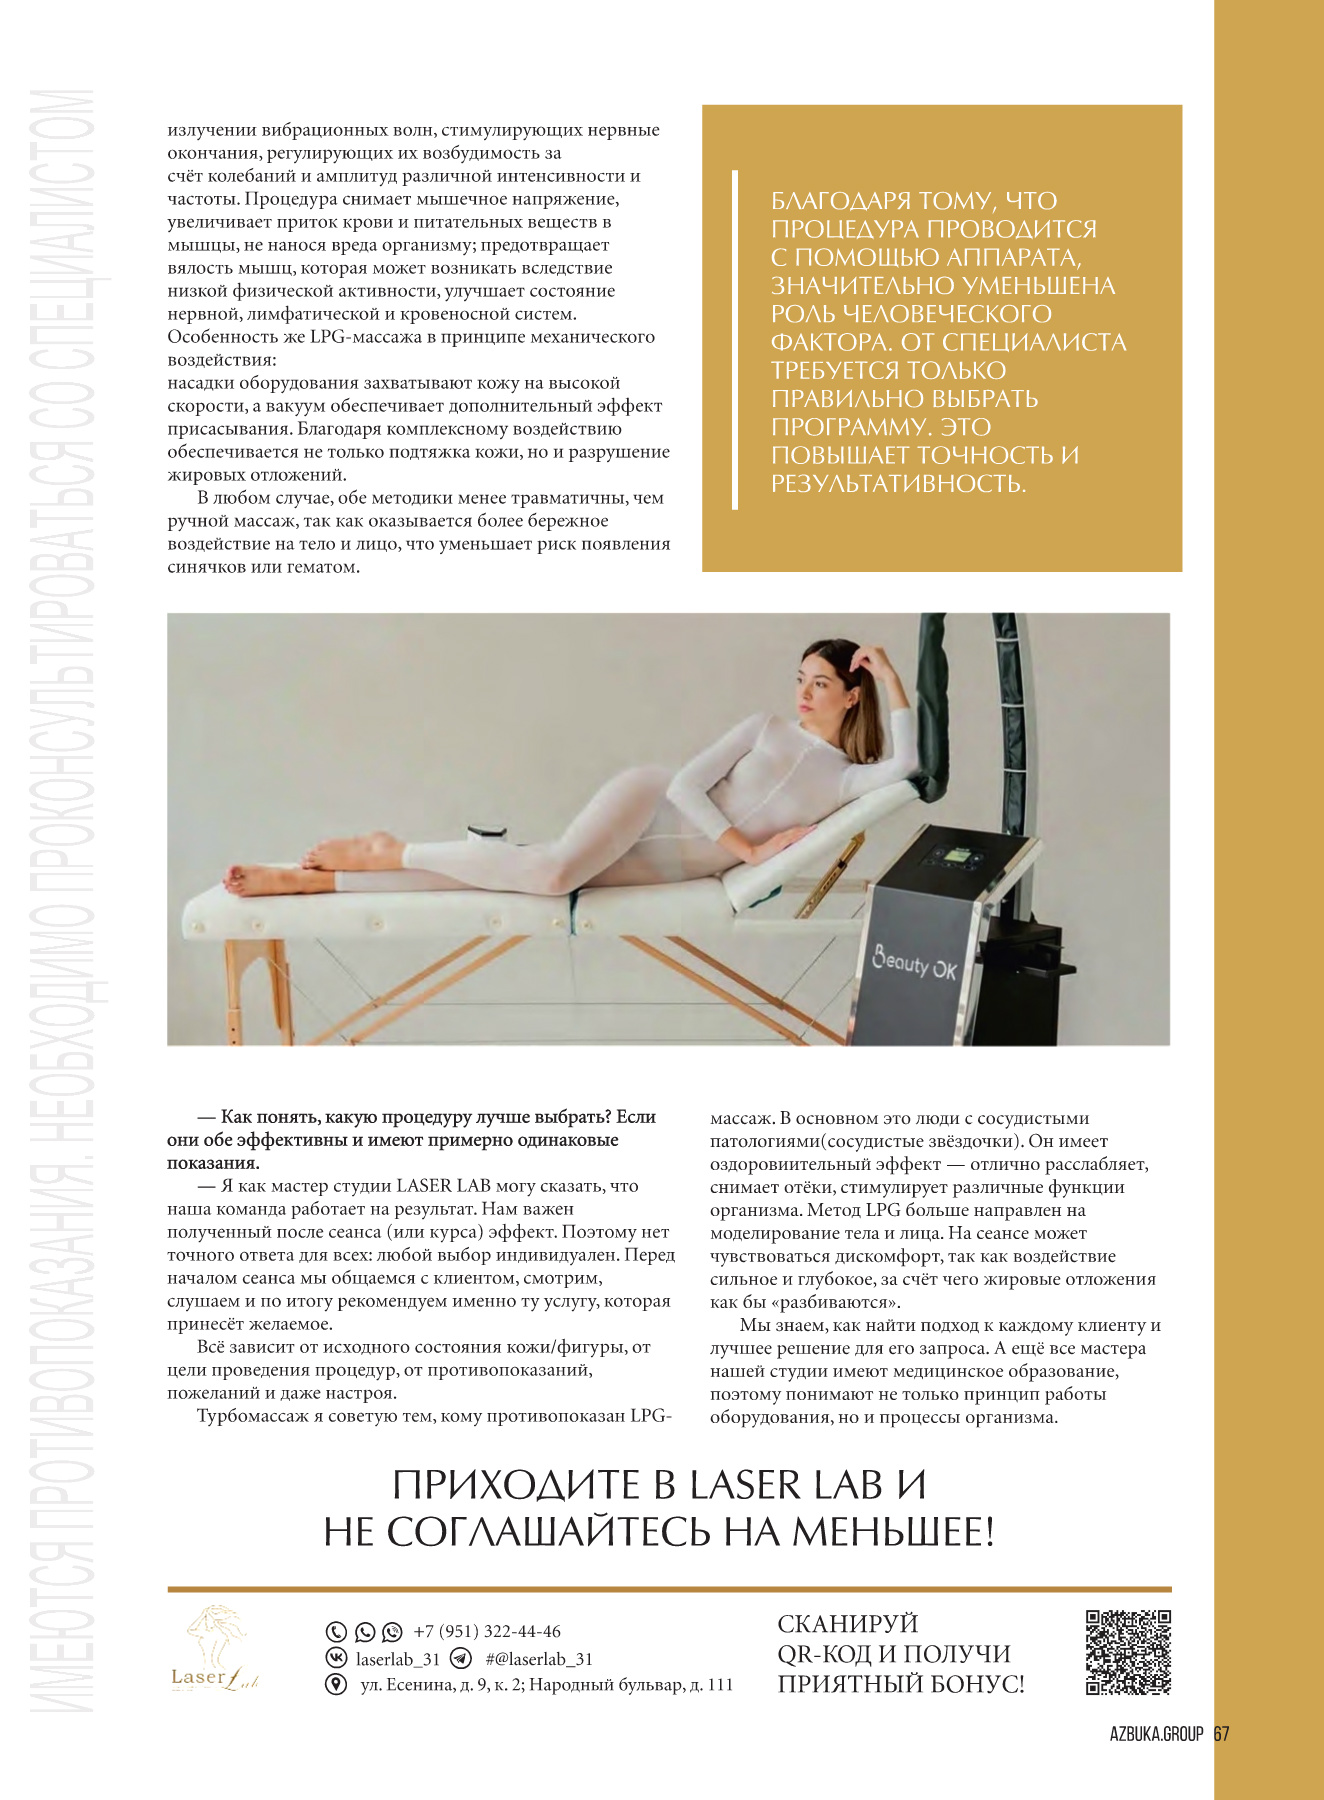 ИМЕЮТСЯ ПРОТИВОПОКАЗАНИЯ. НЕОБХОДИМО ПРОКОНСУЛЬТИРОВАТЬСЯ СО СПЕЦИАЛИСТОМ
излучении вибрационных волн, стимулирующих нервные
окончания, регулирующих их возбудимость за
счёт колебаний и амплитуд различной интенсивности и
частоты. Процедура снимает мышечное напряжение,
увеличивает приток крови и питательных веществ в
мышцы, не нанося вреда организму; предотвращает
вялость мышц, которая может возникать вследствие
низкой физической активности, улучшает состояние
нервной, лимфатической и кровеносной систем.
Особенность же LPG-массажа в принципе механического
воздействия:
насадки оборудования захватывают кожу на высокой
скорости, а вакуум обеспечивает дополнительный эффект
присасывания. Благодаря комплексному воздействию
обеспечивается не только подтяжка кожи, но и разрушение
жировых отложений.
В любом случае, обе методики менее травматичны, чем
ручной массаж, так как оказывается более бережное
воздействие на тело и лицо, что уменьшает риск появления
синячков или гематом.
БЛАГОДАРЯ ТОМУ, ЧТО
ПРОЦЕДУРА ПРОВОДИТСЯ
С ПОМОЩЬЮ АППАРАТА,
ЗНАЧИТЕЛЬНО УМЕНЬШЕНА
РОЛЬ ЧЕЛОВЕЧЕСКОГО
ФАКТОРА. ОТ СПЕЦИАЛИСТА
ТРЕБУЕТСЯ ТОЛЬКО
ПРАВИЛЬНО ВЫБРАТЬ
ПРОГРАММУ. ЭТО
ПОВЫШАЕТ ТОЧНОСТЬ И
РЕЗУЛЬТАТИВНОСТЬ.
Beauty OK
— Как понять, какую процедуру лучше выбрать? Если
они обе эффективны и имеют примерно одинаковые
показания.
— Я как мастер студии LASER LAB могу сказать, что
наша команда работает на результат. Нам важен
полученный после сеанса (или курса) эффект. Поэтому нет
точного ответа для всех: любой выбор индивидуален. Перед
началом сеанса мы общаемся с клиентом, смотрим,
слушаем и по итогу рекомендуем именно ту услугу, которая
принесёт желаемое.
Всё зависит от исходного состояния кожи/фигуры, от
цели проведения процедур, от противопоказаний,
пожеланий и даже настроя.
Турбомассаж я советую тем, кому противопоказан LPG-
массаж. В основном это люди с сосудистыми
патологиями(сосудистые звёздочки). Он имеет
оздоровиительный эффект — отлично расслабляет,
снимает отёки, стимулирует различные функции
организма. Метод LPG больше направлен на
моделирование тела и лица. На сеансе может
чувствоваться дискомфорт, так как воздействие
сильное и глубокое, за счёт чего жировые отложения
как бы «разбиваются».
Мы знаем, как найти подход к каждому клиенту и
лучшее решение для его запроса. А ещё все мастера
нашей студии имеют медицинское образование,
поэтому понимают не только принцип работы
оборудования, но и процессы организма.
ПРИХОДИТЕ В LASER LAB И
НЕ СОГЛАШАЙТЕСЬ НА МЕНЬШЕЕ!
Laser Lab
+7 (951) 322-44-46
laserlab_31 #@laserlab_31
ул. Есенина, д. 9, к. 2; Народный бульвар, д. 111
СКАНИРУЙ
QR-КОД И ПОЛУЧИ
ПРИЯТНЫЙ БОНУС!
AZBUKA.GROUP 67